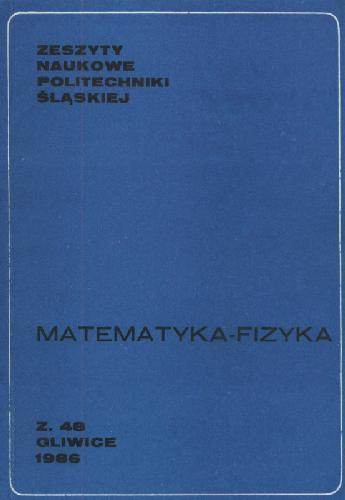 ZESZYTY
NAUKOWE
POLITECHNIKI
ŚLĄSKIEJ
MATEMATYKA-FIZYKA
Z. 48
GLIWICE
1986